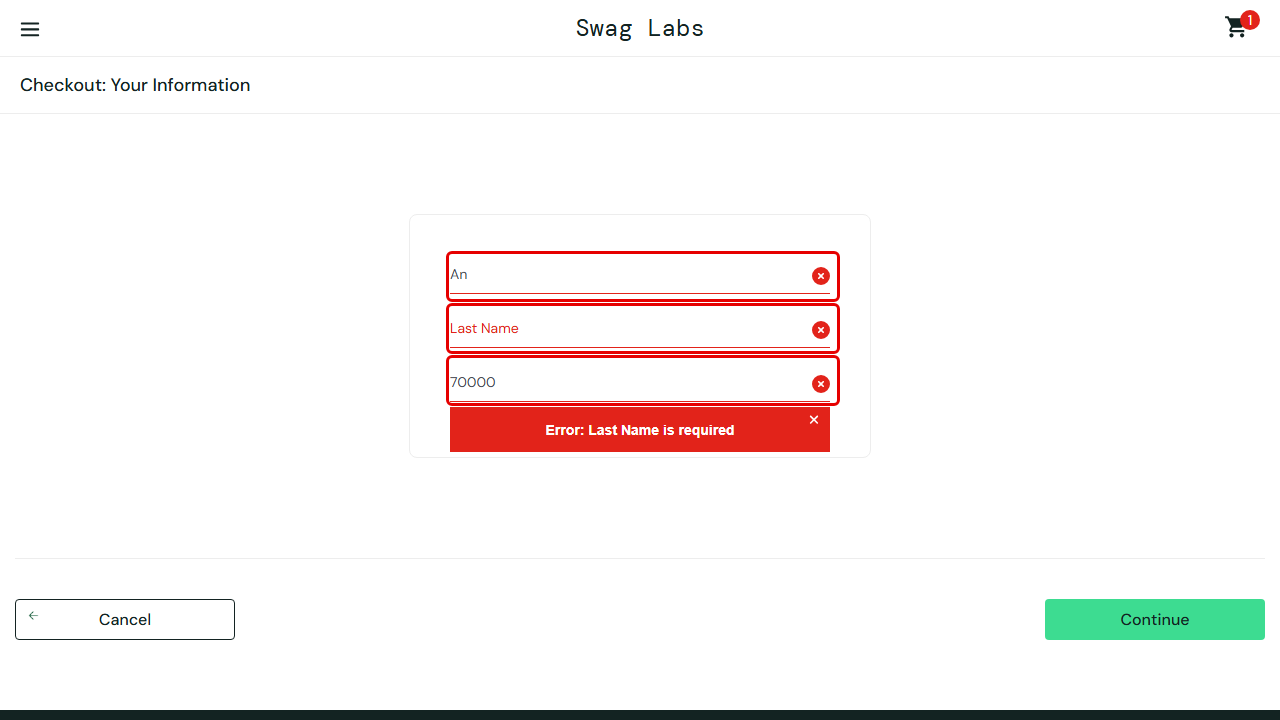 Swag Labs
1
Checkout: Your Information
An
Last Name
70000
Error: Last Name is required
Cancel
Continue